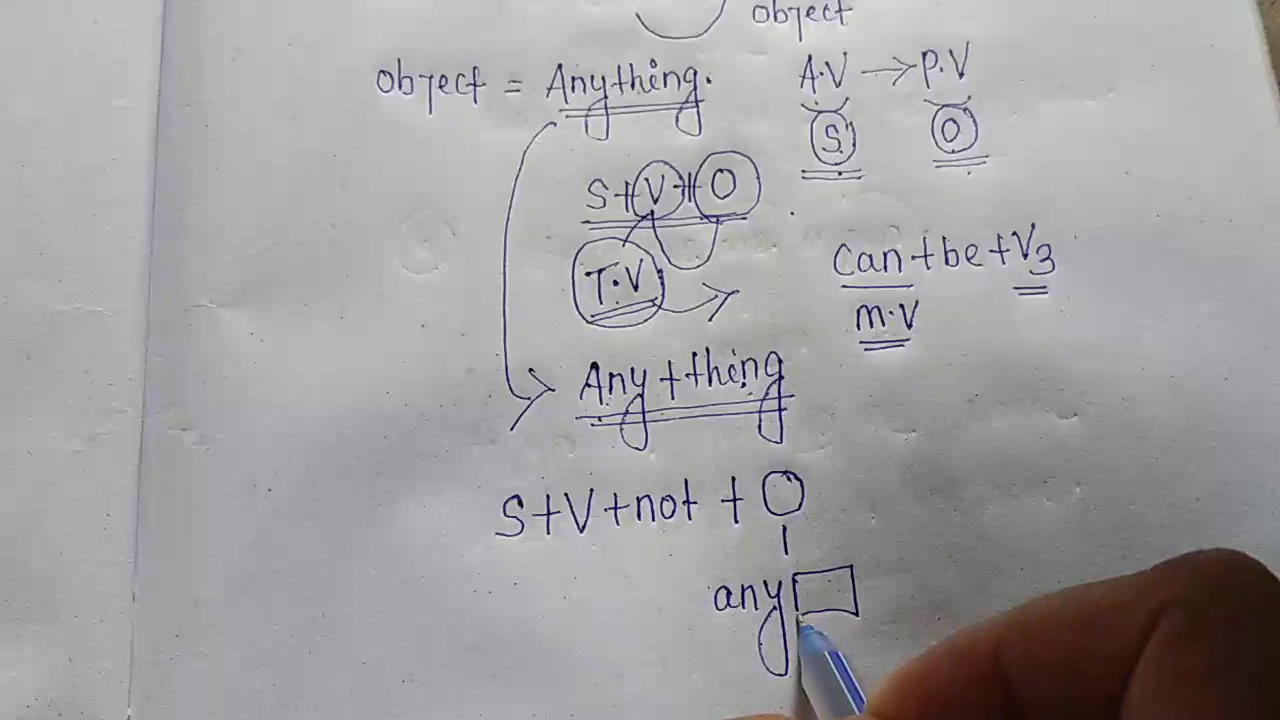 object
object = Anything.
A.V → P.V
S O
S+V+O
T.V →
can+be+V3
m.V
Any+thing
S+V+not + O
any